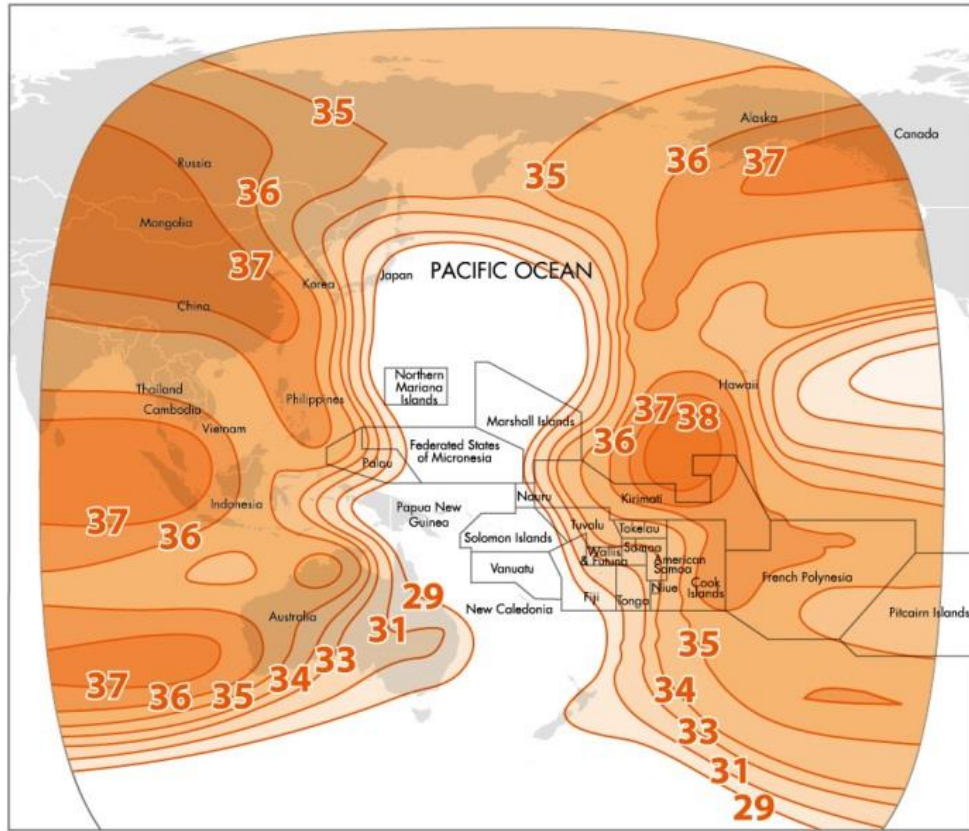 35
Alaska
Canada
Russia
36
35
36
37
Mongolia
37
Korea
Japan
PACIFIC OCEAN
China
Thailand
Cambodia
Vietnam
Philippines
Northern
Mariana
Islands
Hawaii
37
38
36
Marshall Islands
Federated States
of Micronesia
Palau
Indonesia
Nauru
Kirimati
37
36
Papua New
Guinea
Solomon Islands
Tuvalu
Tokelau
Wallis
& Futuna
Samoa
American
Samoa
Vanuatu
Niue
Cook
Islands
French Polynesia
Fiji
Tonga
New Caledonia
29
Pitcairn Islands
Australia
31
35
33
34
37
36
35
34
33
31
29